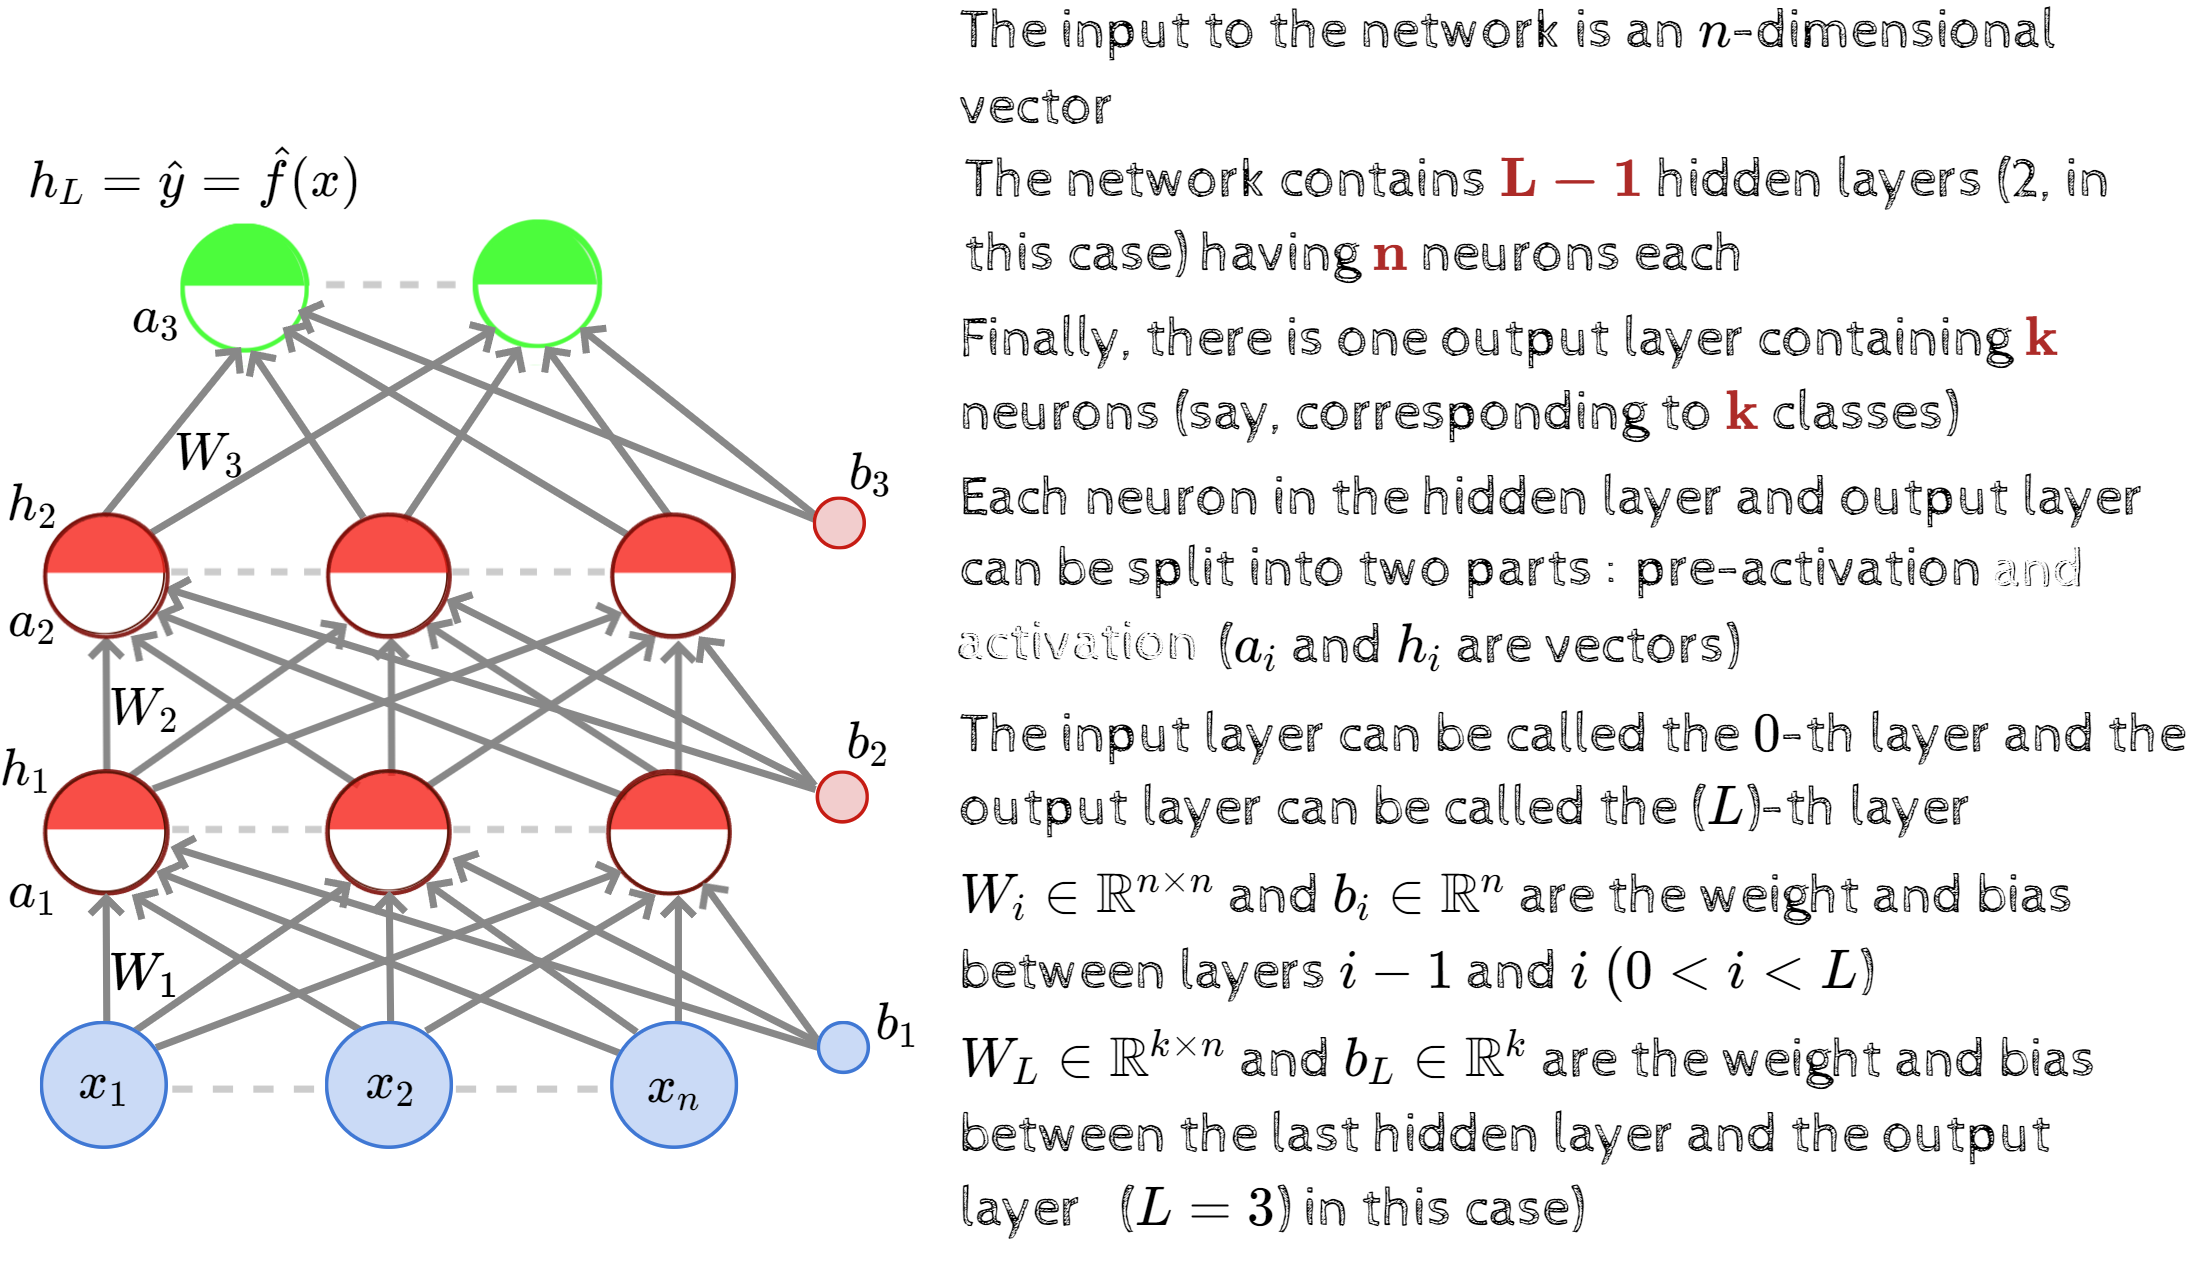 h_L = ŷ = f̂(x)
a_3
W_3
b_3
h_2
a_2
W_2
b_2
h_1
a_1
W_1
b_1
x_1 x_2 x_n
The input to the network is an n-dimensional
vector
The network contains L − 1 hidden layers (2, in
this case) having n neurons each
Finally, there is one output layer containing k
neurons (say, corresponding to k classes)
Each neuron in the hidden layer and output layer
can be split into two parts : pre-activation and
activation (a_i and h_i are vectors)
The input layer can be called the 0-th layer and the
output layer can be called the (L)-th layer
W_i ∈ ℝ^{n×n} and b_i ∈ ℝ^n are the weight and bias
between layers i − 1 and i (0 < i < L)
W_L ∈ ℝ^{k×n} and b_L ∈ ℝ^k are the weight and bias
between the last hidden layer and the output
layer (L = 3) in this case)